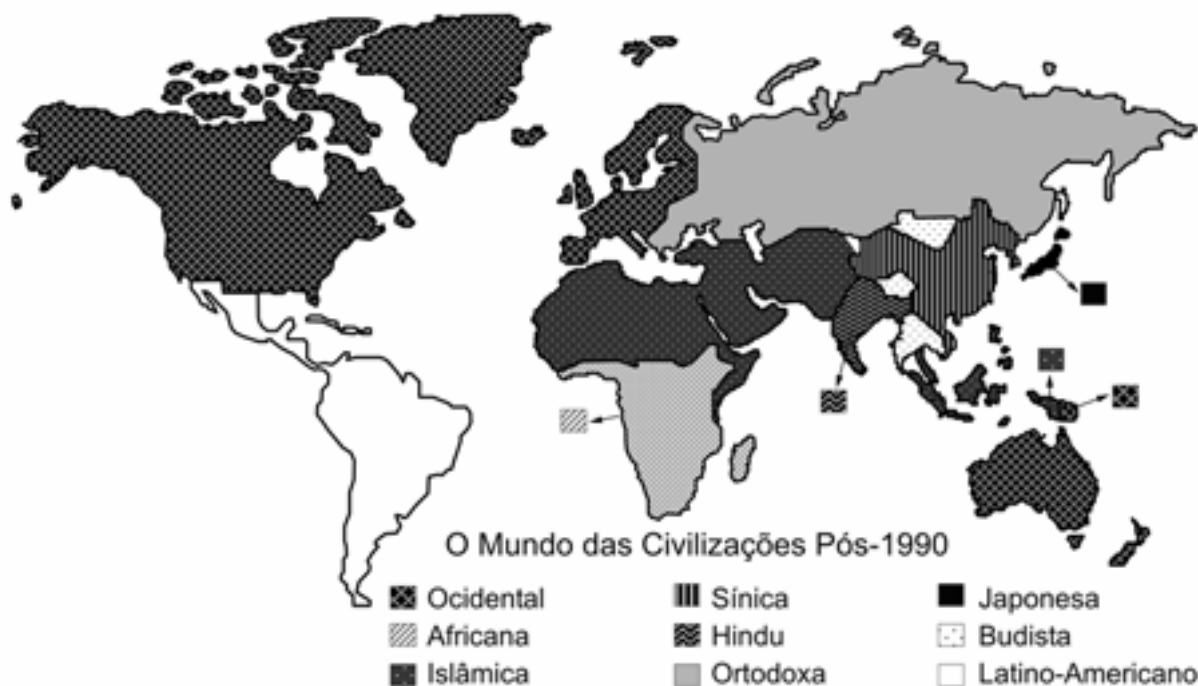 O Mundo das Civilizações Pós-1990
Ocidental
Sínica
Japonesa
Africana
Hindu
Budista
Islâmica
Ortodoxa
Latino-Americano